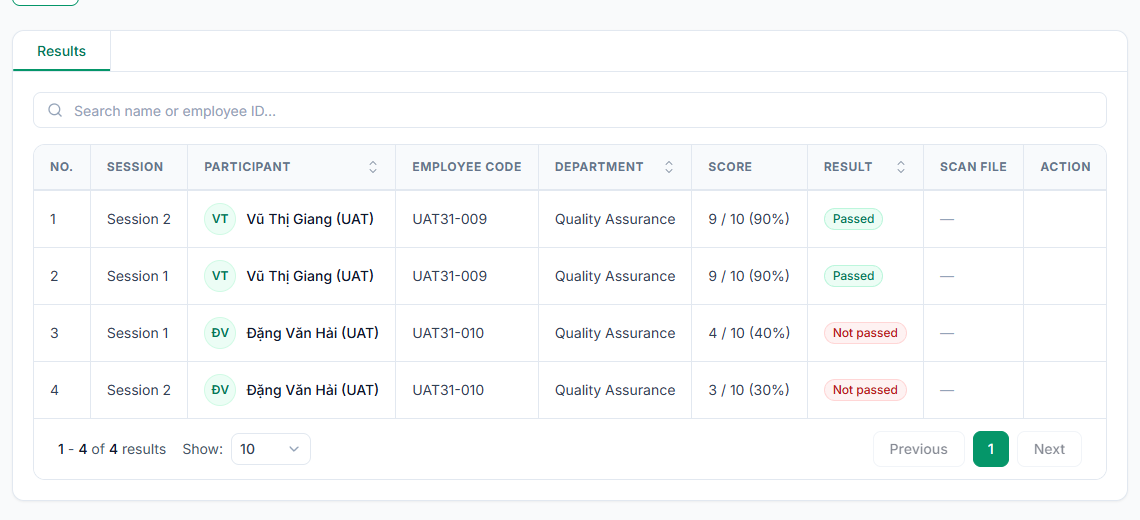 Results
Search name or employee ID...
NO. SESSION PARTICIPANT EMPLOYEE CODE DEPARTMENT SCORE RESULT SCAN FILE ACTION
1 Session 2 VT Vũ Thị Giang (UAT) UAT31-009 Quality Assurance 9 / 10 (90%) Passed —
2 Session 1 VT Vũ Thị Giang (UAT) UAT31-009 Quality Assurance 9 / 10 (90%) Passed —
3 Session 1 ĐV Đặng Văn Hải (UAT) UAT31-010 Quality Assurance 4 / 10 (40%) Not passed —
4 Session 2 ĐV Đặng Văn Hải (UAT) UAT31-010 Quality Assurance 3 / 10 (30%) Not passed —
1 - 4 of 4 results Show: 10 Previous 1 Next